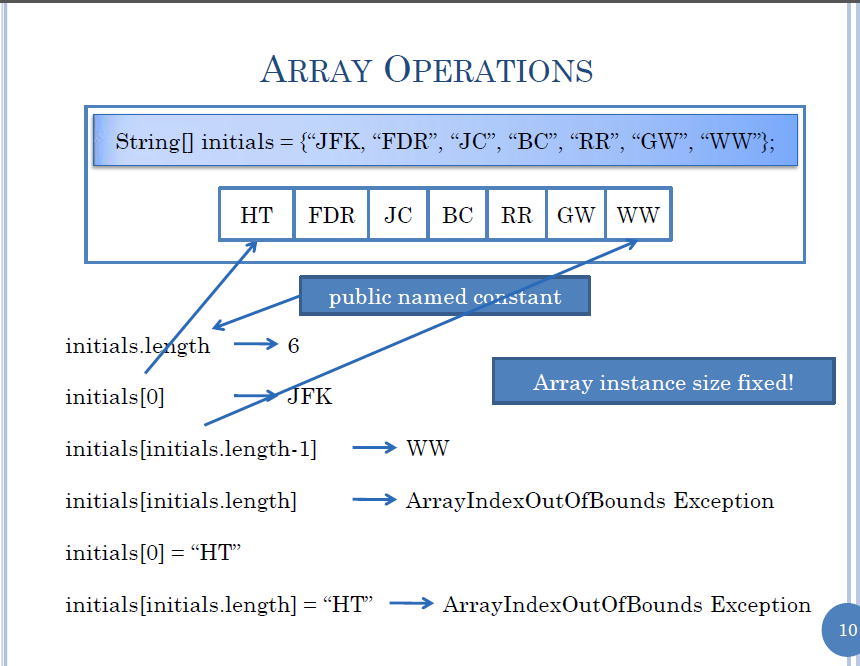 ARRAY OPERATIONS
String[] initials = {“JFK, “FDR”, “JC”, “BC”, “RR”, “GW”, “WW”};
HT FDR JC BC RR GW WW
public named constant
initials.length 6
Array instance size fixed!
initials[0] JFK
initials[initials.length-1] WW
initials[initials.length] ArrayIndexOutOfBounds Exception
initials[0] = “HT”
initials[initials.length] = “HT” ArrayIndexOutOfBounds Exception
10